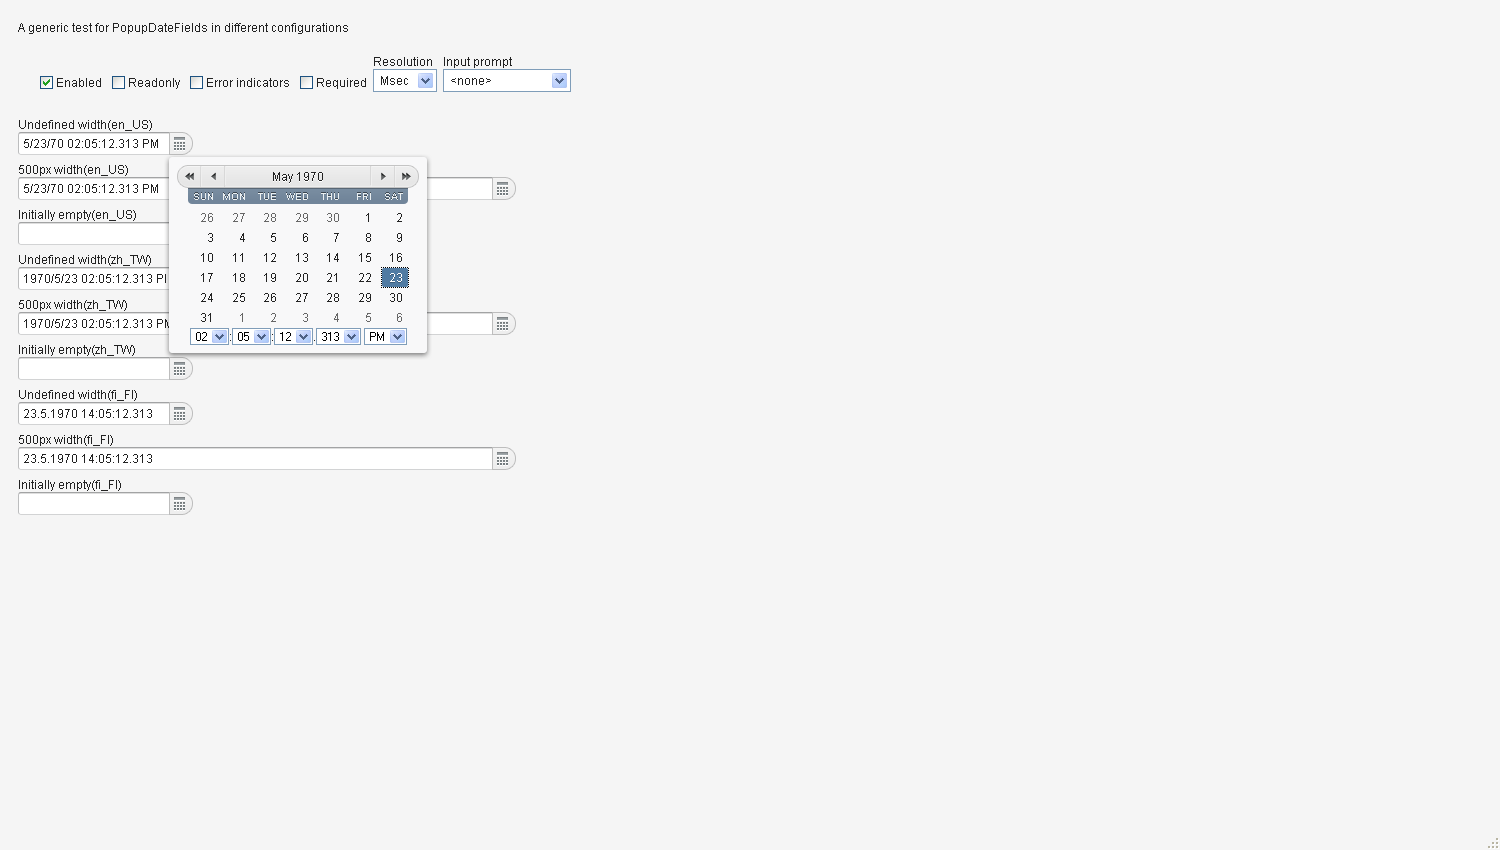 A generic test for PopupDateFields in different configurations
Resolution Input prompt
Enabled Readonly Error indicators Required Msec <none>
Undefined width(en_US)
5/23/70 02:05:12.313 PM
500px width(en_US)
5/23/70 02:05:12.313 PM
Initially empty(en_US)
Undefined width(zh_TW)
1970/5/23 02:05:12.313
500px width(zh_TW)
1970/5/23 02:05:12.313 PM
Initially empty(zh_TW)
Undefined width(fi_FI)
23.5.1970 14:05:12.313
500px width(fi_FI)
23.5.1970 14:05:12.313
Initially empty(fi_FI)
May 1970
SUN MON TUE WED THU FRI SAT
26 27 28 29 30 1 2
3 4 5 6 7 8 9
10 11 12 13 14 15 16
17 18 19 20 21 22 23
24 25 26 27 28 29 30
31 1 2 3 4 5 6
02 : 05 : 12 . 313 PM